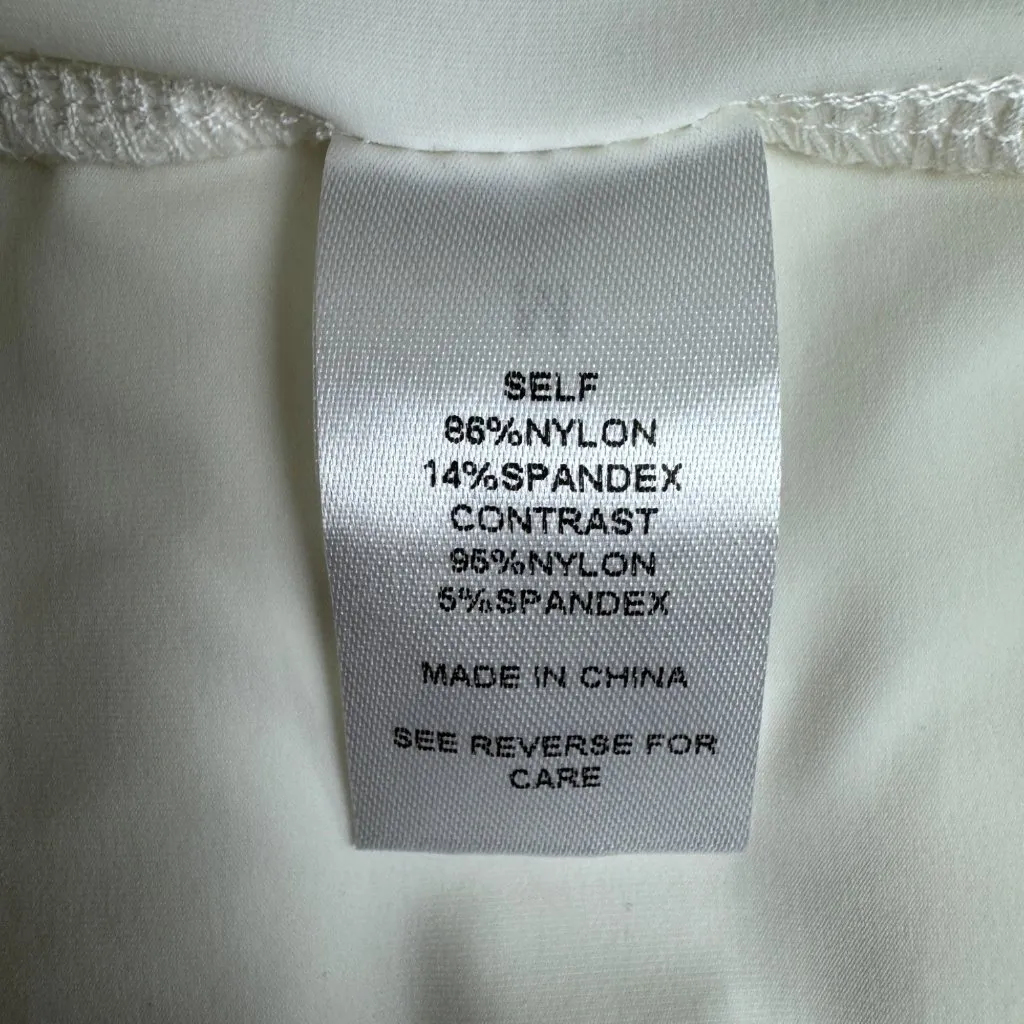 SELF
86%NYLON
14%SPANDEX
CONTRAST
95%NYLON
5%SPANDEX
MADE IN CHINA
SEE REVERSE FOR
CARE